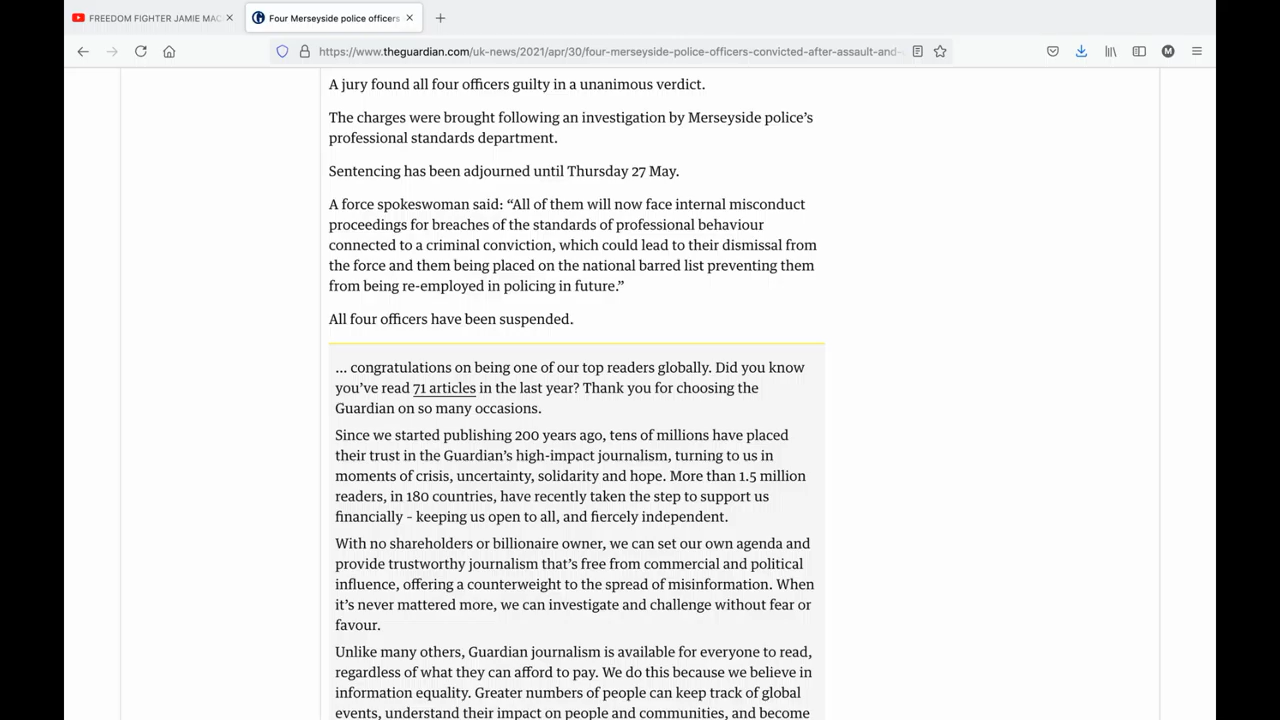 FREEDOM FIGHTER JAMIE MAC
Four Merseyside police officers
https://www.theguardian.com/uk-news/2021/apr/30/four-merseyside-police-officers-convicted-after-assault-and-
M
A jury found all four officers guilty in a unanimous verdict.
The charges were brought following an investigation by Merseyside police’s
professional standards department.
Sentencing has been adjourned until Thursday 27 May.
A force spokeswoman said: “All of them will now face internal misconduct
proceedings for breaches of the standards of professional behaviour
connected to a criminal conviction, which could lead to their dismissal from
the force and them being placed on the national barred list preventing them
from being re-employed in policing in future.”
All four officers have been suspended.
... congratulations on being one of our top readers globally. Did you know
you’ve read 71 articles in the last year? Thank you for choosing the
Guardian on so many occasions.
Since we started publishing 200 years ago, tens of millions have placed
their trust in the Guardian’s high-impact journalism, turning to us in
moments of crisis, uncertainty, solidarity and hope. More than 1.5 million
readers, in 180 countries, have recently taken the step to support us
financially – keeping us open to all, and fiercely independent.
With no shareholders or billionaire owner, we can set our own agenda and
provide trustworthy journalism that’s free from commercial and political
influence, offering a counterweight to the spread of misinformation. When
it’s never mattered more, we can investigate and challenge without fear or
favour.
Unlike many others, Guardian journalism is available for everyone to read,
regardless of what they can afford to pay. We do this because we believe in
information equality. Greater numbers of people can keep track of global
events, understand their impact on people and communities, and become